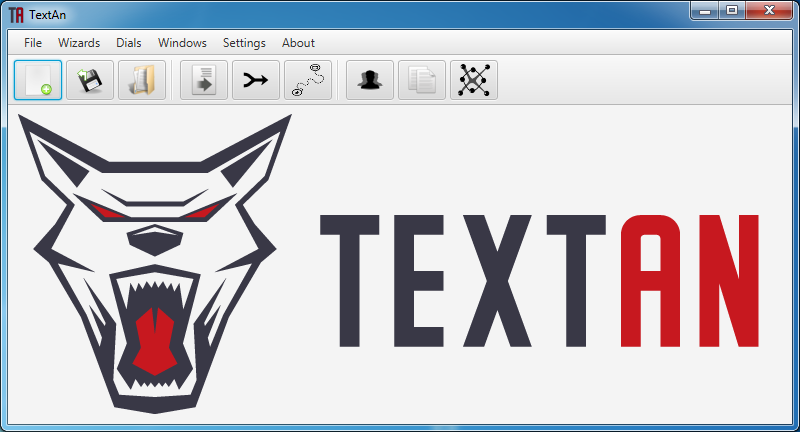 TA TextAn
File Wizards Dials Windows Settings About
TEXTAN